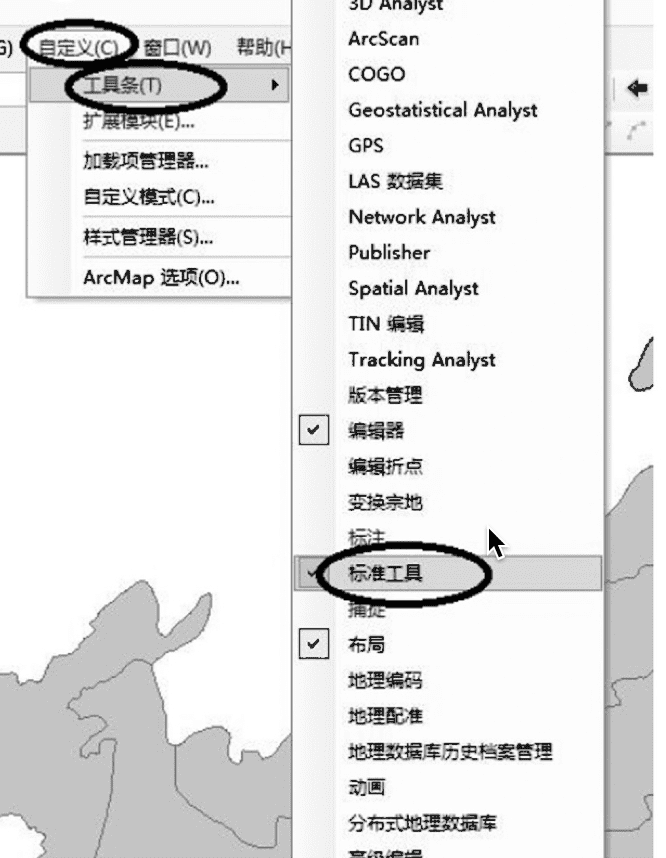 G)
自定义(C)
窗口(W)
帮助(H
工具条(T)
扩展模块(E)...
加载项管理器...
自定义模式(C)...
样式管理器(S)...
ArcMap 选项(O)...
3D Analyst
ArcScan
COGO
Geostatistical Analyst
GPS
LAS 数据集
Network Analyst
Publisher
Spatial Analyst
TIN 编辑
Tracking Analyst
版本管理
编辑器
编辑折点
变换宗地
标注
标准工具
捕捉
布局
地理编码
地理配准
地理数据库历史档案管理
动画
分布式地理数据库
高级编辑